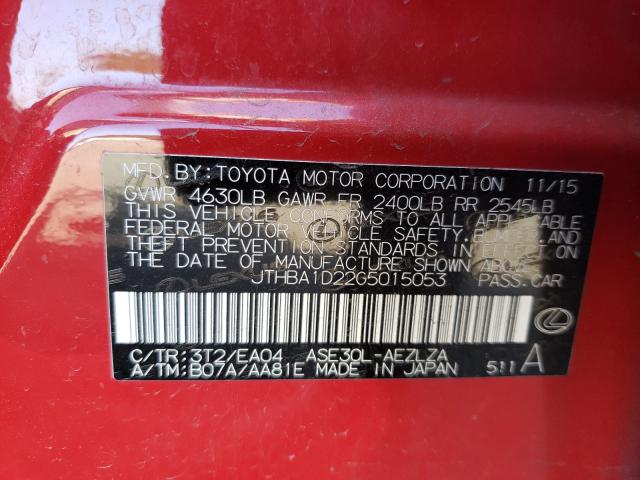 MFD. BY: TOYOTA MOTOR CORPORATION 11/15
GVWR 4630LB GAWR FR 2400LB RR 2545LB
THIS VEHICLE CONFORMS TO ALL APPLICABLE
FEDERAL MOTOR VEHICLE SAFETY, BUMPER, AND
THEFT PREVENTION STANDARDS IN EFFECT ON
THE DATE OF MANUFACTURE SHOWN ABOVE.
JTHBA1D22G5015053 PASS. CAR
C/TR: 3T2/EA04 ASE30L-AEZLZA
A/TM: B07A/AA81E MADE IN JAPAN 511 A